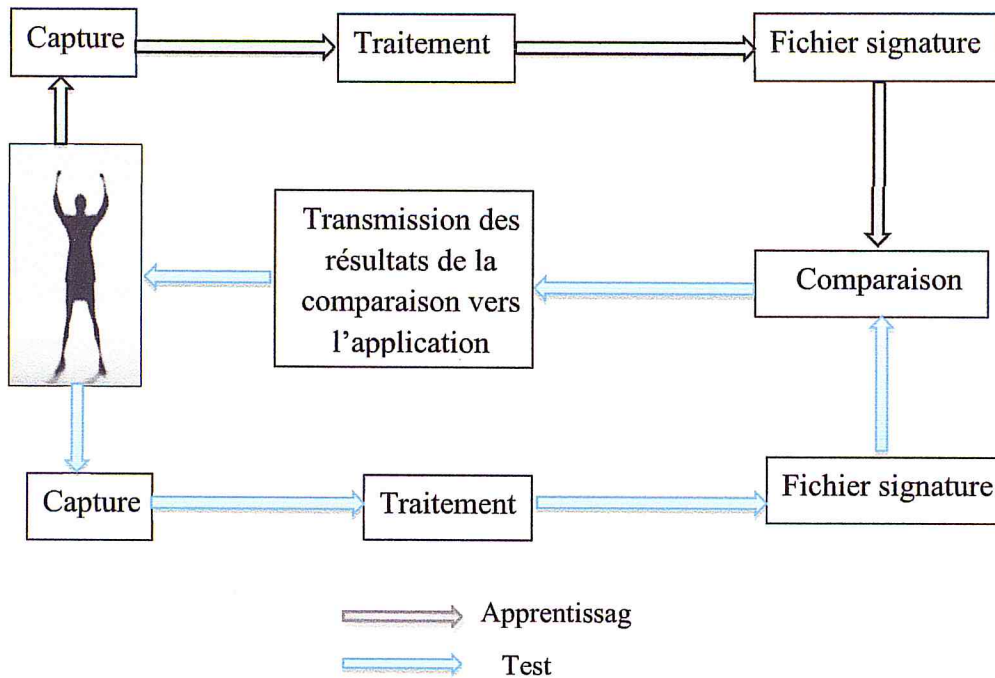 Capture
Traitement
Fichier signature
Transmission des
résultats de la
comparaison vers
l’application
Comparaison
Capture
Traitement
Fichier signature
Apprentissag
Test